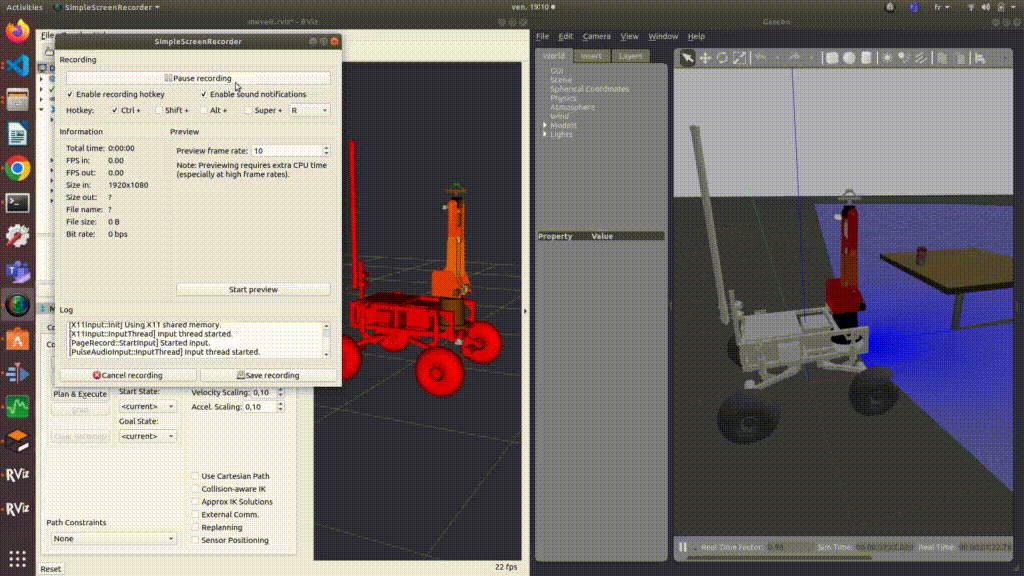 Activities
SimpleScreenRecorder
ven. 19:10
fr
moveit.rviz* - RViz
Gazebo
SimpleScreenRecorder
Recording
Pause recording
Enable recording hotkey
Enable sound notifications
Hotkey:
Ctrl +
Shift +
Alt +
Super +
R
Information
Preview
Total time: 0:00:00
FPS in: 0.00
FPS out: 0.00
Size in: 1920x1080
Size out: ?
File name: ?
File size: 0 B
Bit rate: 0 bps
Preview frame rate: 10
Note: Previewing requires extra CPU time
(especially at high frame rates).
Start preview
Log
[X11Input::Init] Using X11 shared memory.
[X11Input::InputThread] Input thread started.
[PageRecord::StartInput] Started input.
[PulseAudioInput::InputThread] Input thread started.
Cancel recording
Save recording
Plan & Execute
Start State:
<current>
Goal State:
<current>
Velocity Scaling: 0,10
Accel. Scaling: 0,10
Use Cartesian Path
Collision-aware IK
Approx IK Solutions
External Comm.
Replanning
Sensor Positioning
Path Constraints
None
Reset
22 fps
RViz
RViz
File
Edit
Camera
View
Window
Help
World
Insert
Layers
GUI
Scene
Spherical Coordinates
Physics
Atmosphere
Wind
Models
Lights
Property
Value
Real Time Factor:
Sim Time:
Real Time: